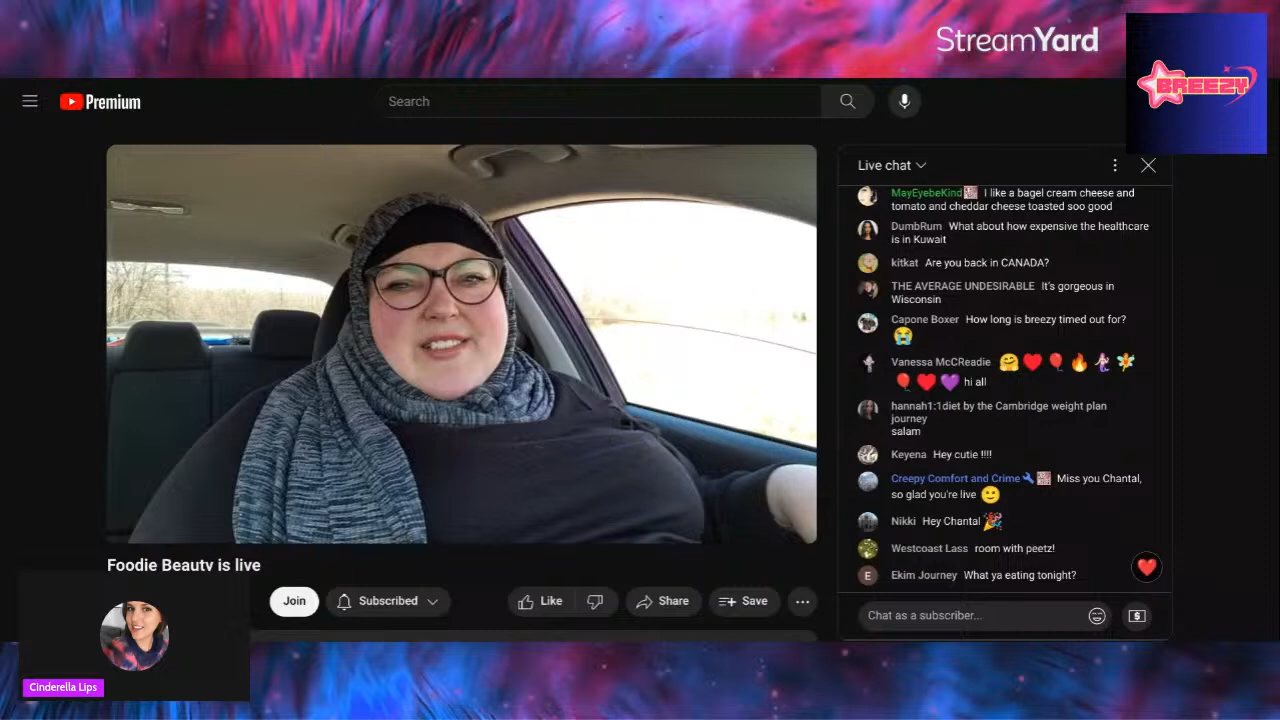 StreamYard
BREEZY
Premium
Search
Live chat
MayEyebeKind I like a bagel cream cheese and
tomato and cheddar cheese toasted soo good
DumbRum What about how expensive the healthcare
is in Kuwait
kitkat Are you back in CANADA?
THE AVERAGE UNDESIRABLE It's gorgeous in
Wisconsin
Capone Boxer How long is breezy timed out for?
😭
Vanessa McCReadie 🤗❤️🎈🔥🧜‍♀️🧚
🎈❤️💜 hi all
hannah1:1diet by the Cambridge weight plan
journey
salam
Keyena Hey cutie !!!!
Creepy Comfort and Crime Miss you Chantal,
so glad you're live 🙂
Nikki Hey Chantal 🎉
Westcoast Lass room with peetz!
E Ekim Journey What ya eating tonight?
Foodie Beauty is live
Join
Subscribed
Like
Share
Save
Chat as a subscriber...
Cinderella Lips